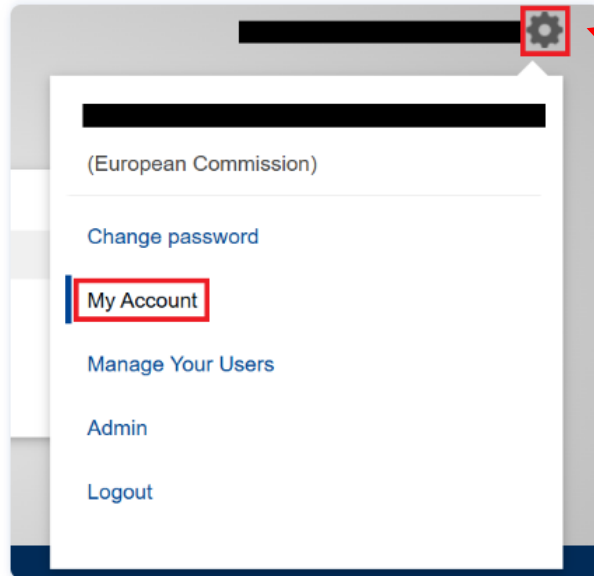 (European Commission)
Change password
My Account
Manage Your Users
Admin
Logout